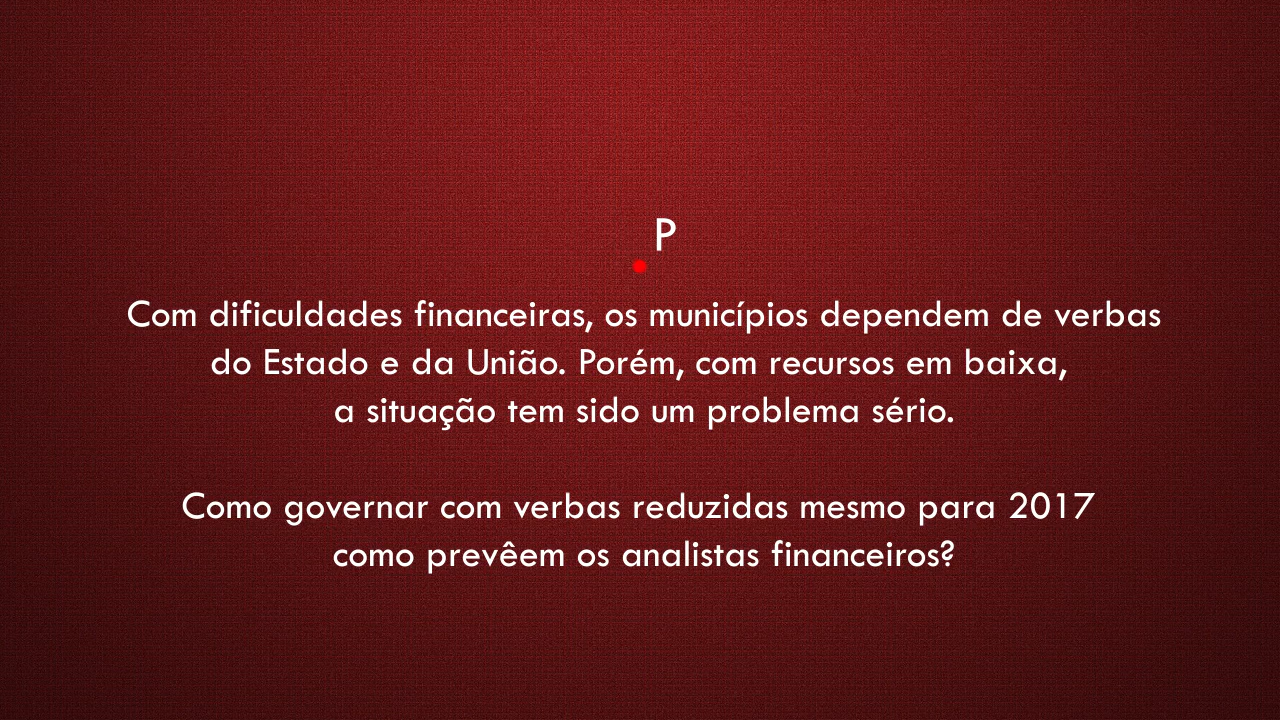 P
Com dificuldades financeiras, os municípios dependem de verbas
do Estado e da União. Porém, com recursos em baixa,
a situação tem sido um problema sério.
Como governar com verbas reduzidas mesmo para 2017
como prevêem os analistas financeiros?